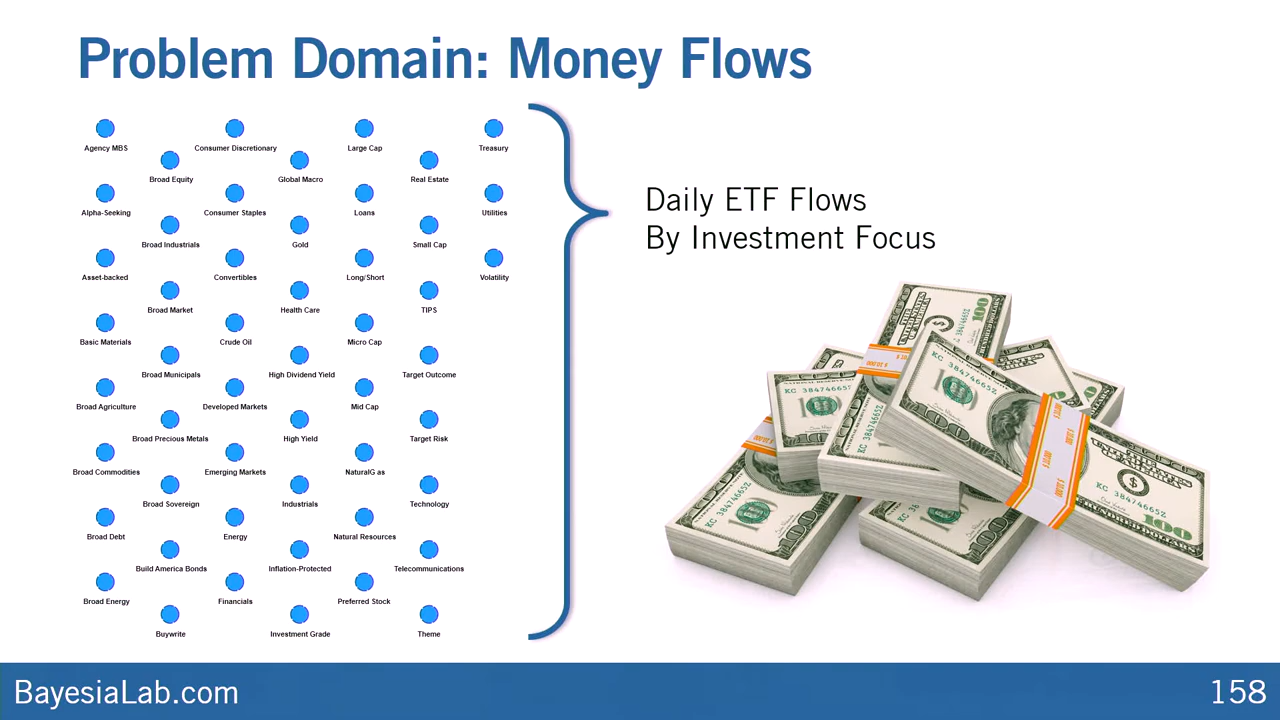 Problem Domain: Money Flows
Agency MBS
Consumer Discretionary
Large Cap
Treasury
Broad Equity
Global Macro
Real Estate
Alpha-Seeking
Consumer Staples
Loans
Utilities
Broad Industrials
Gold
Small Cap
Asset-backed
Convertibles
Long/Short
Volatility
Broad Market
Health Care
TIPS
Basic Materials
Crude Oil
Micro Cap
Broad Municipals
High Dividend Yield
Target Outcome
Broad Agriculture
Developed Markets
Mid Cap
Broad Precious Metals
High Yield
Target Risk
Broad Commodities
Emerging Markets
NaturalG as
Broad Sovereign
Industrials
Technology
Broad Debt
Energy
Natural Resources
Build America Bonds
Inflation-Protected
Telecommunications
Broad Energy
Financials
Preferred Stock
Buywrite
Investment Grade
Theme
Daily ETF Flows
By Investment Focus
KC 38474665Z
100
BayesiaLab.com
158